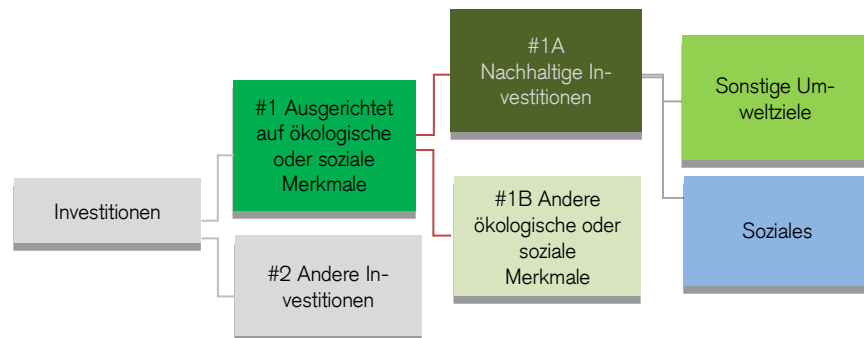 Investitionen
#1 Ausgerichtet
auf ökologische
oder soziale
Merkmale
#2 Andere In-
vestitionen
#1A
Nachhaltige In-
vestitionen
#1B Andere
ökologische oder
soziale
Merkmale
Sonstige Um-
weltziele
Soziales